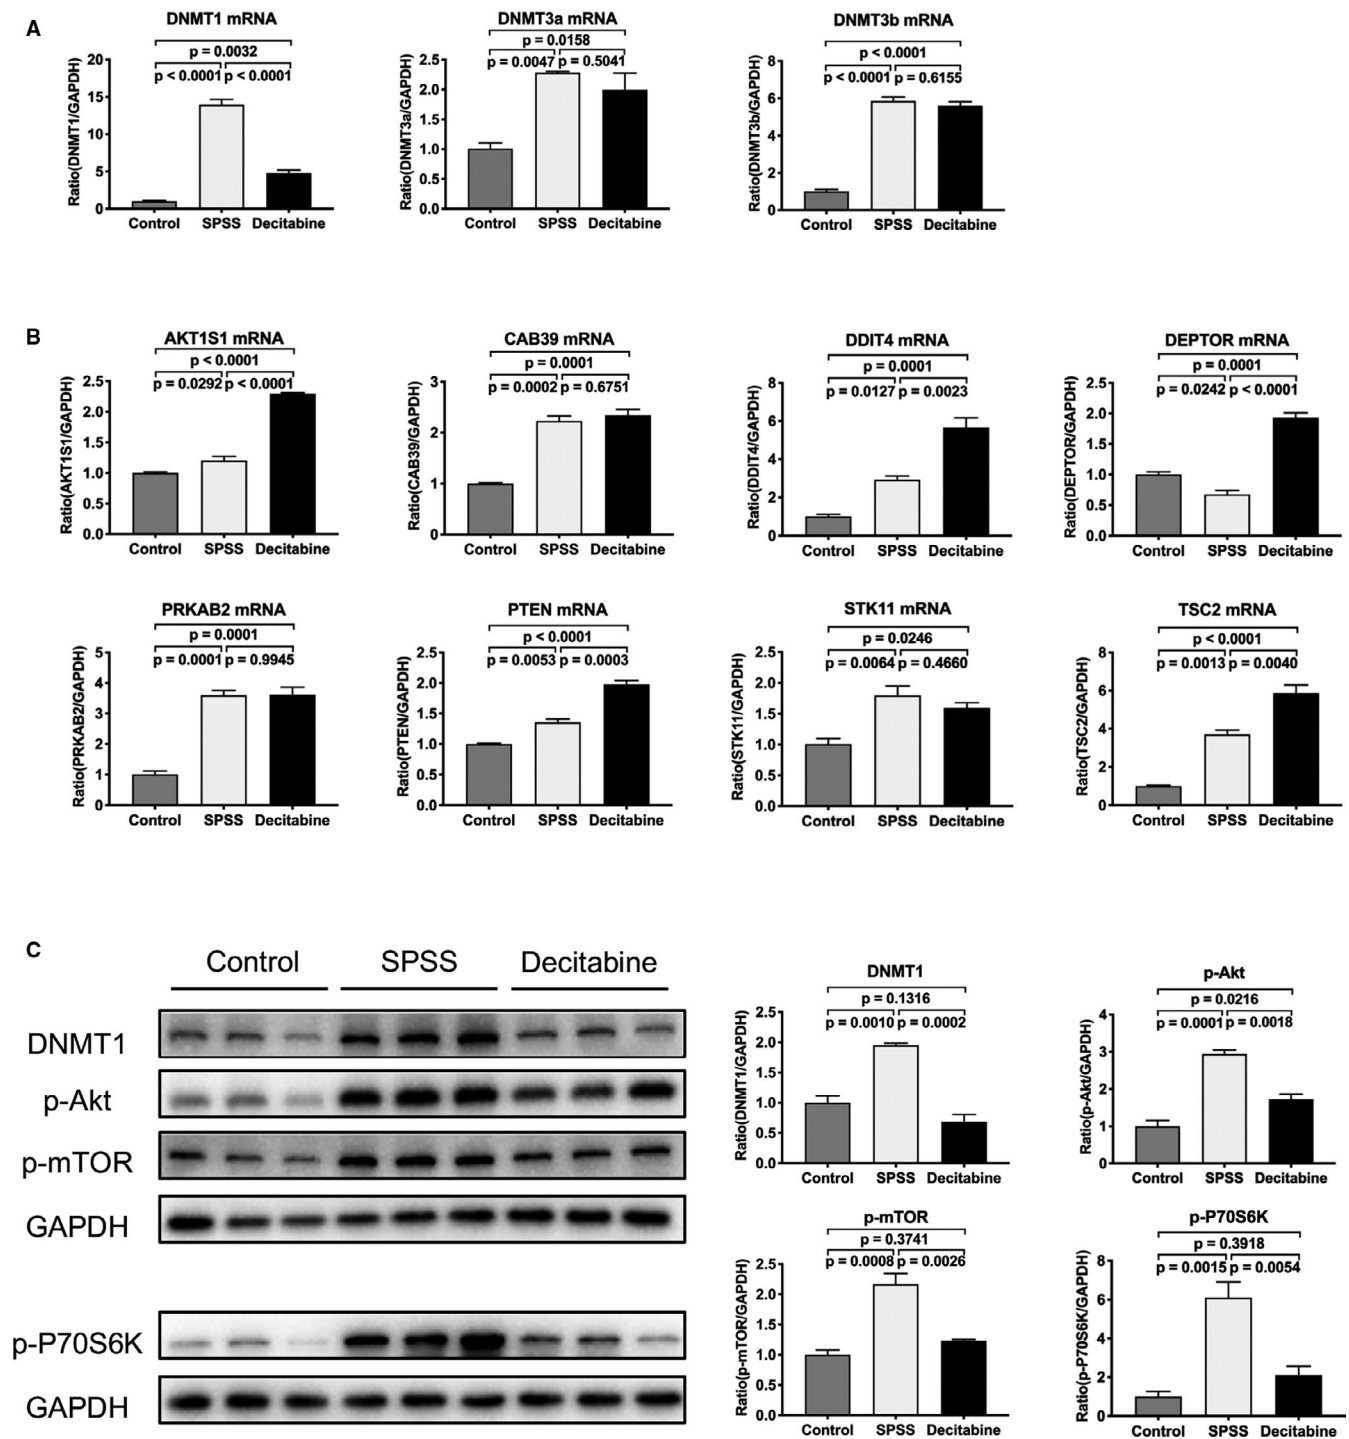 A
DNMT1 mRNA
p = 0.0032
p < 0.0001 p < 0.0001
Ratio(DNMT1/GAPDH)
20
15
10
5
0
Control SPSS Decitabine
DNMT3a mRNA
p = 0.0158
p = 0.0047 p = 0.5041
Ratio(DNMT3a/GAPDH)
2.5
2.0
1.5
1.0
0.5
0.0
Control SPSS Decitabine
DNMT3b mRNA
p < 0.0001
p <0.0001 p = 0.6155
Ratio(DNMT3b/GAPDH)
8
6
4
2
0
Control SPSS Decitabine
B
AKT1S1 mRNA
p < 0.0001
p = 0.0292 p <0.0001
Ratio(AKT1S1/GAPDH)
2.5
2.0
1.5
1.0
0.5
0.0
Control SPSS Decitabine
CAB39 mRNA
p = 0.0001
p = 0.0002 p = 0.6751
Ratio(CAB39/GAPDH)
3
2
1
0
Control SPSS Decitabine
DDIT4 mRNA
p = 0.0001
p = 0.0127 p = 0.0023
Ratio(DDIT4/GAPDH)
8
6
4
2
0
Control SPSS Decitabine
DEPTOR mRNA
p = 0.0001
p = 0.0242 p < 0.0001
Ratio(DEPTOR/GAPDH)
2.5
2.0
1.5
1.0
0.5
0.0
Control SPSS Decitabine
PRKAB2 mRNA
p = 0.0001
p = 0.0001 p = 0.9945
Ratio(PRKAB2/GAPDH)
5
4
3
2
1
0
Control SPSS Decitabine
PTEN mRNA
p < 0.0001
p = 0.0053 p = 0.0003
Ratio(PTEN/GAPDH)
2.5
2.0
1.5
1.0
0.5
0.0
Control SPSS Decitabine
STK11 mRNA
p = 0.0246
p = 0.0064 p = 0.4660
Ratio(STK11/GAPDH)
2.5
2.0
1.5
1.0
0.5
0.0
Control SPSS Decitabine
TSC2 mRNA
p < 0.0001
p = 0.0013 p = 0.0040
Ratio(TSC2/GAPDH)
8
6
4
2
0
Control SPSS Decitabine
C
Control SPSS Decitabine
DNMT1
p-Akt
p-mTOR
GAPDH
p-P70S6K
GAPDH
DNMT1
p = 0.1316
p = 0.0010 p = 0.0002
Ratio(DNMT1/GAPDH)
2.5
2.0
1.5
1.0
0.5
0.0
Control SPSS Decitabine
p-Akt
p = 0.0216
p = 0.0001 p = 0.0018
Ratio(p-Akt/GAPDH)
4
3
2
1
0
Control SPSS Decitabine
p-mTOR
p = 0.3741
p = 0.0008 p = 0.0026
Ratio(p-mTOR/GAPDH)
2.5
2.0
1.5
1.0
0.5
0.0
Control SPSS Decitabine
p-P70S6K
p = 0.3918
p = 0.0015 p = 0.0054
Ratio(p-P70S6K/GAPDH)
8
6
4
2
0
Control SPSS Decitabine